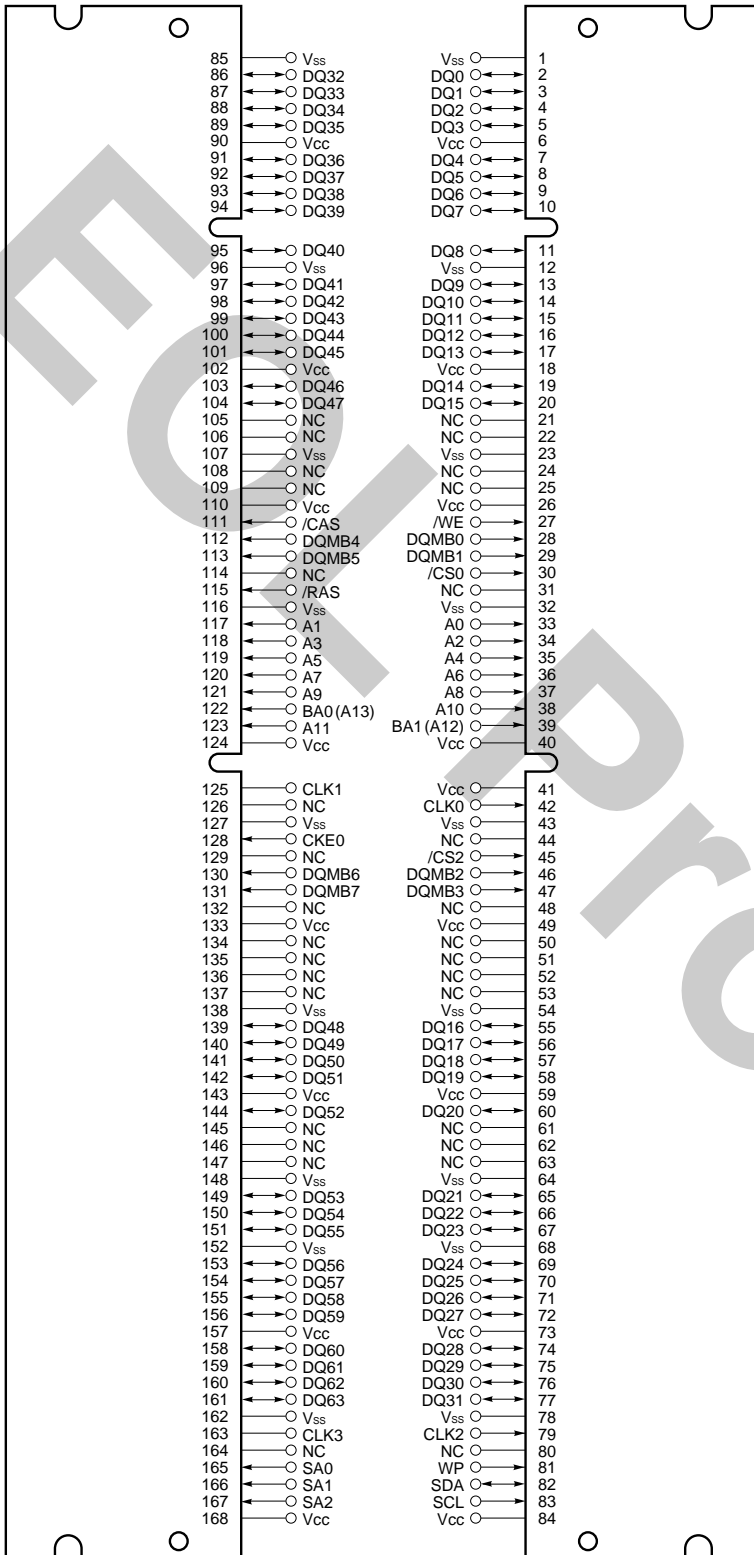 85 Vss Vss 1
86 DQ32 DQ0 2
87 DQ33 DQ1 3
88 DQ34 DQ2 4
89 DQ35 DQ3 5
90 Vcc Vcc 6
91 DQ36 DQ4 7
92 DQ37 DQ5 8
93 DQ38 DQ6 9
94 DQ39 DQ7 10
95 DQ40 DQ8 11
96 Vss Vss 12
97 DQ41 DQ9 13
98 DQ42 DQ10 14
99 DQ43 DQ11 15
100 DQ44 DQ12 16
101 DQ45 DQ13 17
102 Vcc Vcc 18
103 DQ46 DQ14 19
104 DQ47 DQ15 20
105 NC NC 21
106 NC NC 22
107 Vss Vss 23
108 NC NC 24
109 NC NC 25
110 Vcc Vcc 26
111 /CAS /WE 27
112 DQMB4 DQMB0 28
113 DQMB5 DQMB1 29
114 NC /CS0 30
115 /RAS NC 31
116 Vss Vss 32
117 A1 A0 33
118 A3 A2 34
119 A5 A4 35
120 A7 A6 36
121 A9 A8 37
122 BA0 (A13) A10 38
123 A11 BA1 (A12) 39
124 Vcc Vcc 40
125 CLK1 Vcc 41
126 NC CLK0 42
127 Vss Vss 43
128 CKE0 NC 44
129 NC /CS2 45
130 DQMB6 DQMB2 46
131 DQMB7 DQMB3 47
132 NC NC 48
133 Vcc Vcc 49
134 NC NC 50
135 NC NC 51
136 NC NC 52
137 NC NC 53
138 Vss Vss 54
139 DQ48 DQ16 55
140 DQ49 DQ17 56
141 DQ50 DQ18 57
142 DQ51 DQ19 58
143 Vcc Vcc 59
144 DQ52 DQ20 60
145 NC NC 61
146 NC NC 62
147 NC NC 63
148 Vss Vss 64
149 DQ53 DQ21 65
150 DQ54 DQ22 66
151 DQ55 DQ23 67
152 Vss Vss 68
153 DQ56 DQ24 69
154 DQ57 DQ25 70
155 DQ58 DQ26 71
156 DQ59 DQ27 72
157 Vcc Vcc 73
158 DQ60 DQ28 74
159 DQ61 DQ29 75
160 DQ62 DQ30 76
161 DQ63 DQ31 77
162 Vss Vss 78
163 CLK3 CLK2 79
164 NC NC 80
165 SA0 WP 81
166 SA1 SDA 82
167 SA2 SCL 83
168 Vcc Vcc 84
EOL